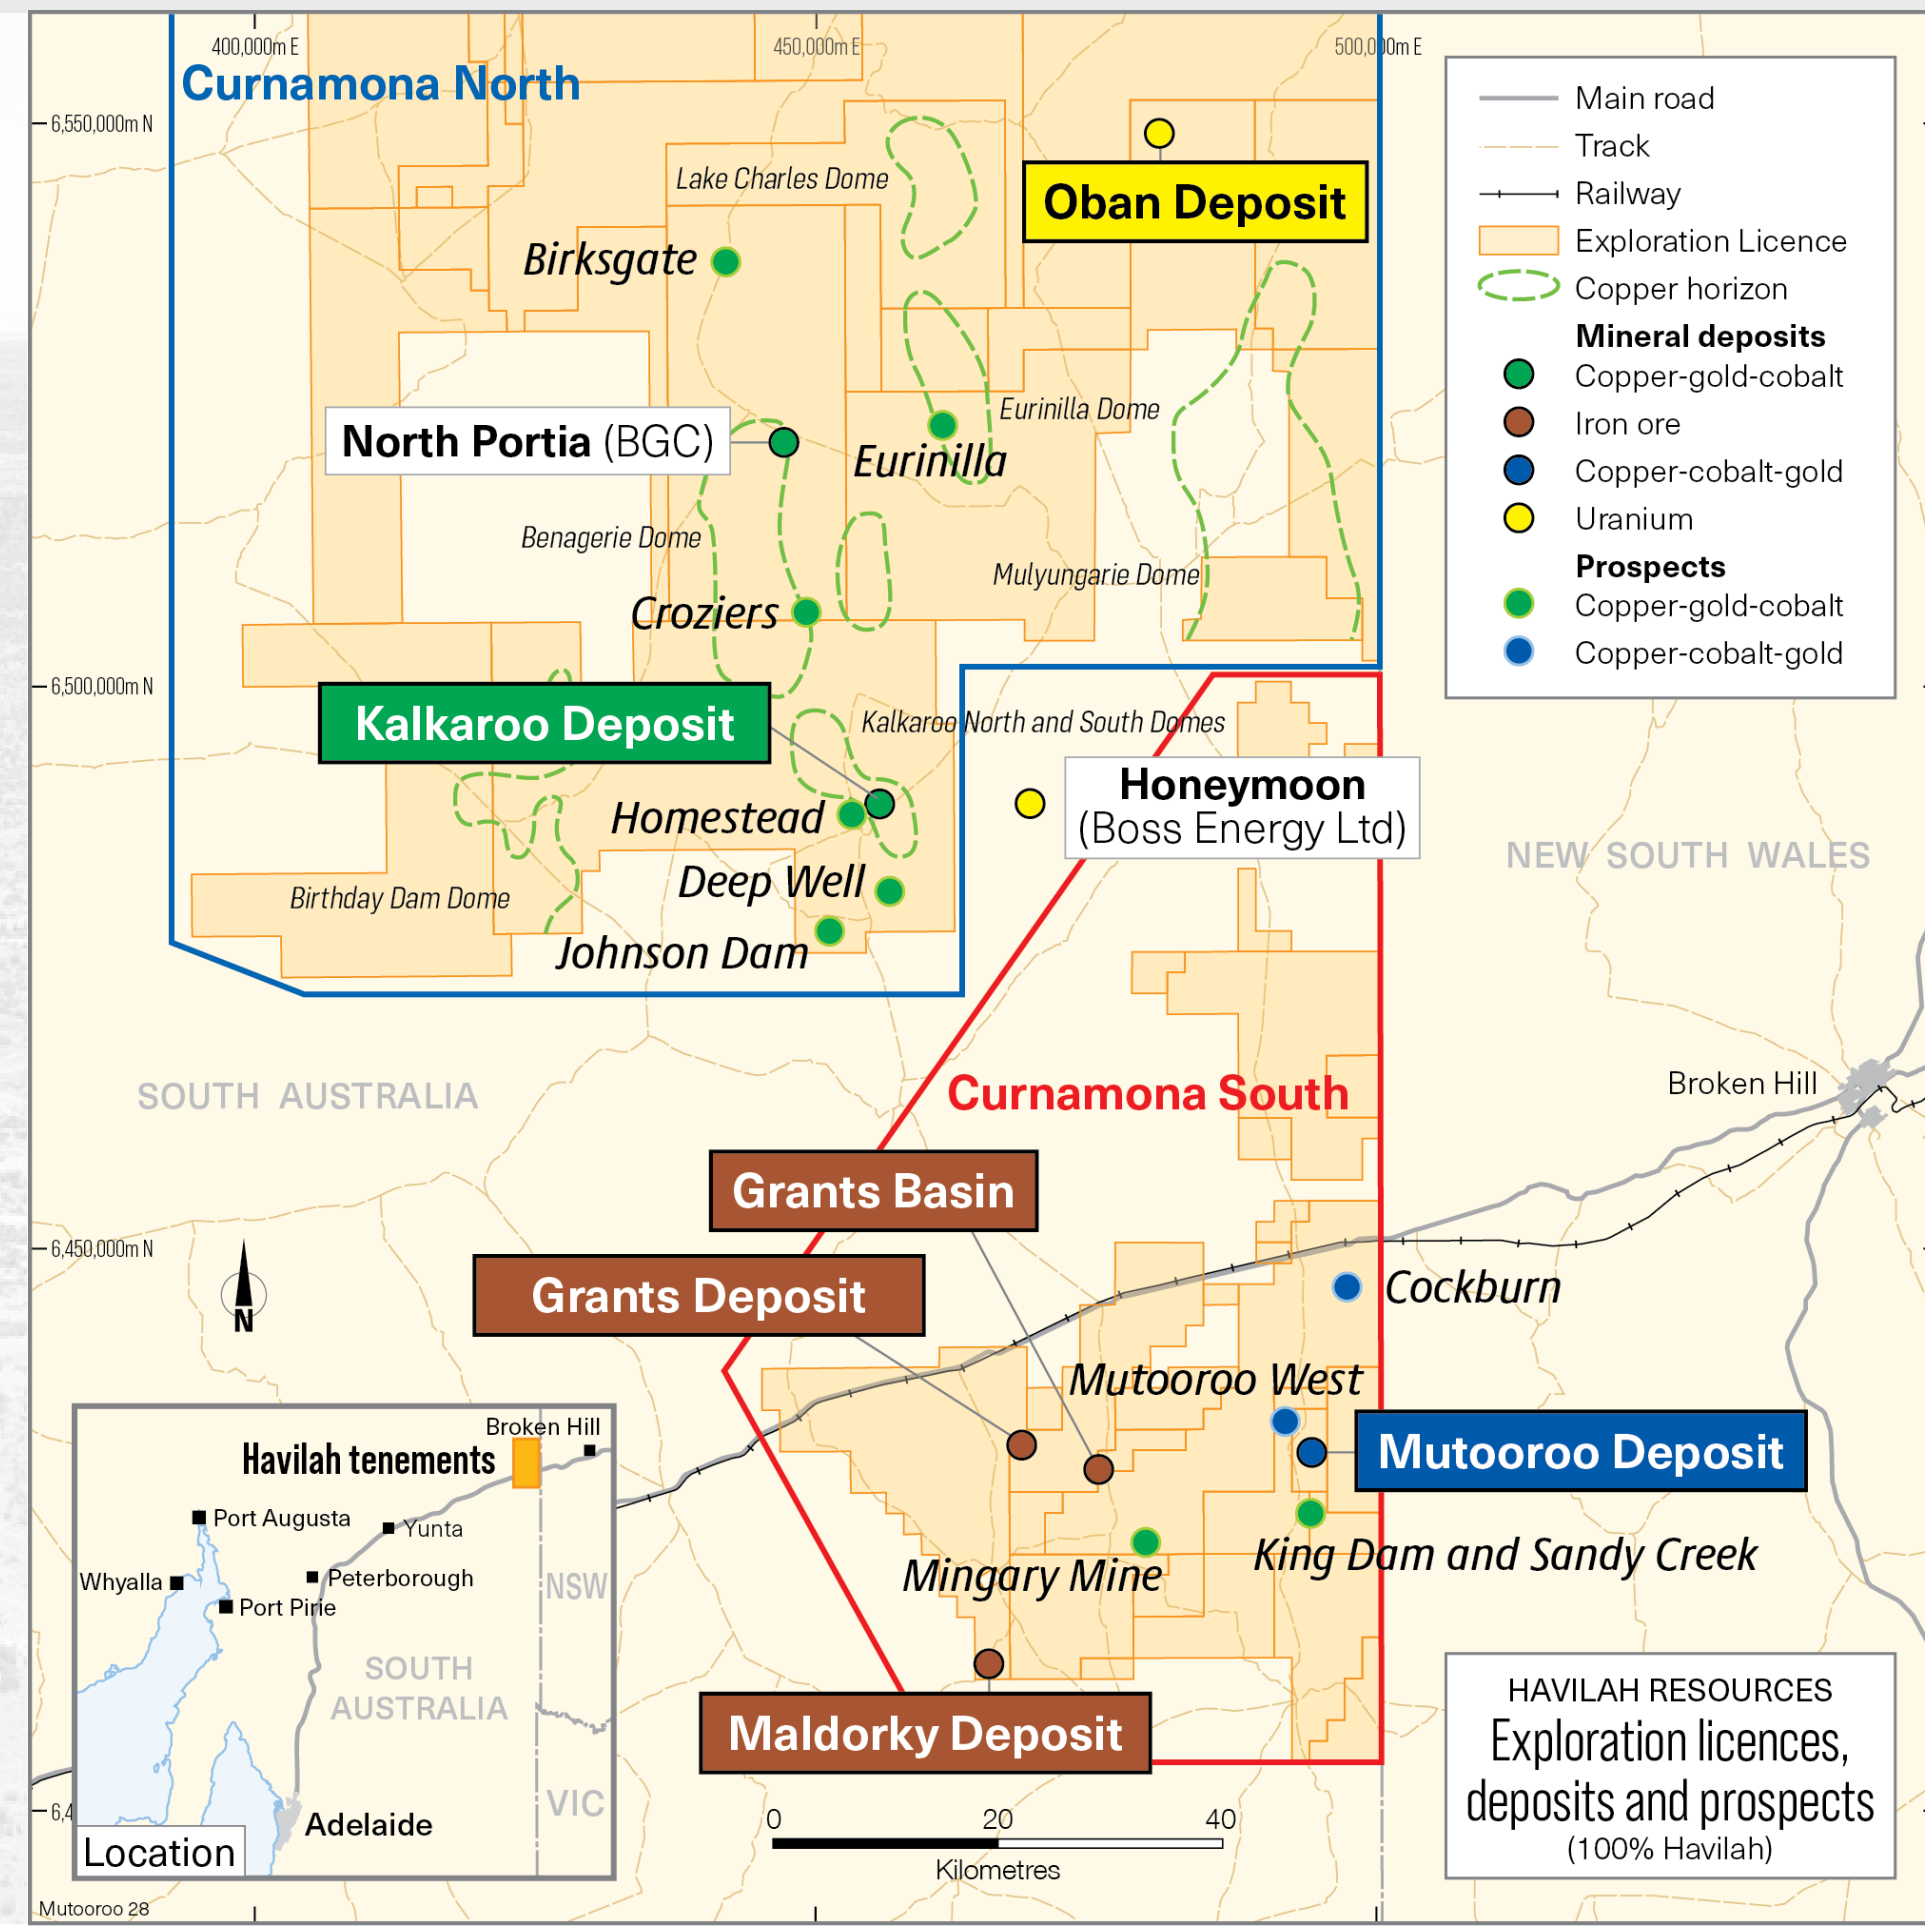 400,000m E
450,000m E
500,000m E
Curnamona North
6,550,000m N
Lake Charles Dome
Oban Deposit
Birksgate
North Portia (BGC)
Eurinilla Dome
Eurinilla
Benagerie Dome
Mulyungarie Dome
Croziers
6,500,000m N
Kalkaroo Deposit
Kalkaroo North and South Domes
Honeymoon
(Boss Energy Ltd)
Homestead
Deep Well
Birthday Dam Dome
Johnson Dam
Main road
Track
Railway
Exploration Licence
Copper horizon
Mineral deposits
Copper-gold-cobalt
Iron ore
Copper-cobalt-gold
Uranium
Prospects
Copper-gold-cobalt
Copper-cobalt-gold
NEW SOUTH WALES
SOUTH AUSTRALIA
Curnamona South
Broken Hill
Grants Basin
6,450,000m N
Grants Deposit
Cockburn
N
Mutooroo West
Mutooroo Deposit
King Dam and Sandy Creek
Mingary Mine
Maldorky Deposit
Broken Hill
Havilah tenements
Port Augusta
Yunta
Whyalla
Peterborough
NSW
Port Pirie
SOUTH
AUSTRALIA
VIC
6,4
Adelaide
Location
0 20 40
Kilometres
HAVILAH RESOURCES
Exploration licences,
deposits and prospects
(100% Havilah)
Mutooroo 28